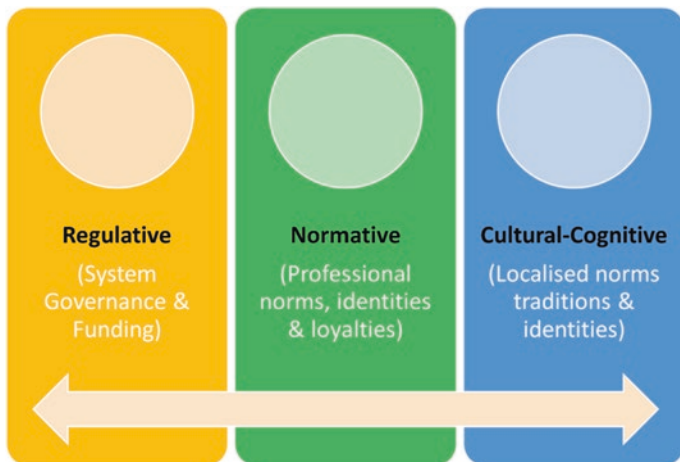 Regulative
(System
Governance &
Funding)
Normative
(Professional
norms, identities
& loyalties)
Cultural-Cognitive
(Localised norms
traditions &
identities)